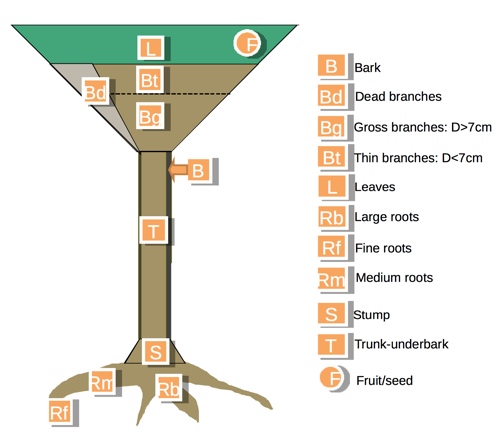 L
F
Bt
Bd
Bg
B
T
S
Rm
Rb
Rf
B Bark
Bd Dead branches
Bg Gross branches: D>7cm
Bt Thin branches: D<7cm
L Leaves
Rb Large roots
Rf Fine roots
Rm Medium roots
S Stump
T Trunk-underbark
F Fruit/seed